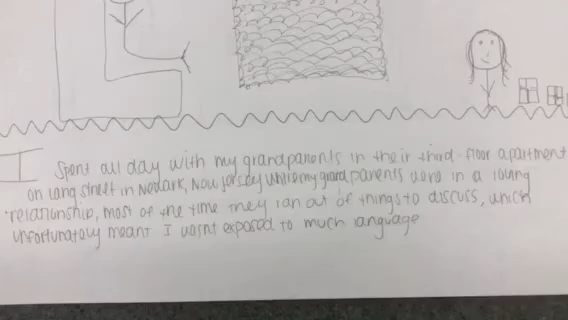 I Spent all day with my grandparents in their third-floor apartment
on Long street in Newark, New Jersey while my grandparents were in a loving
relationship, most of the time they ran out of things to discuss, which
unfortunately meant I wasnt exposed to much language